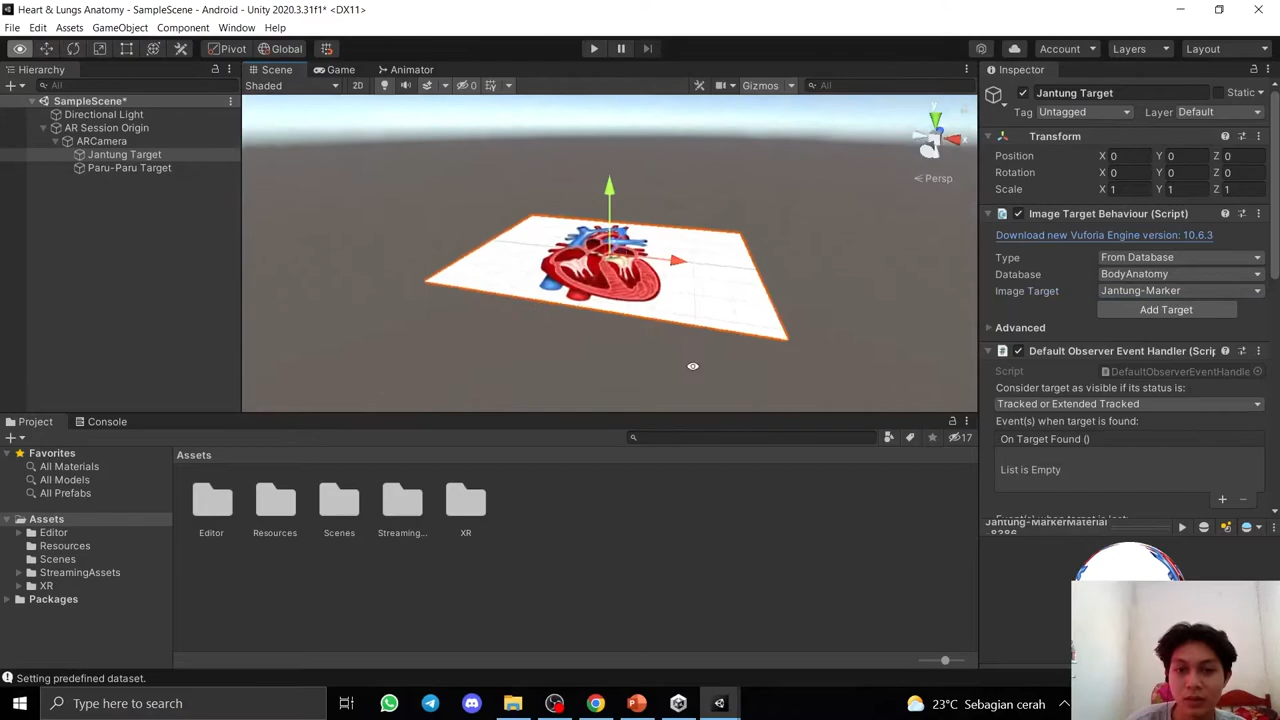 Heart & Lungs Anatomy - SampleScene - Android - Unity 2020.3.31f1* <DX11>
File Edit Assets GameObject Component Window Help
Pivot Global Account Layers Layout
Hierarchy
All
SampleScene*
Directional Light
AR Session Origin
ARCamera
Jantung Target
Paru-Paru Target
Scene Game Animator
Shaded 2D 0 Gizmos All
y
x
Persp
Inspector
Jantung Target Static
Tag Untagged Layer Default
Transform
Position X 0 Y 0 Z 0
Rotation X 0 Y 0 Z 0
Scale X 1 Y 1 Z 1
Image Target Behaviour (Script)
Download new Vuforia Engine version: 10.6.3
Type From Database
Database BodyAnatomy
Image Target Jantung-Marker
Add Target
Advanced
Default Observer Event Handler (Scrip
Script DefaultObserverEventHandle
Consider target as visible if its status is:
Tracked or Extended Tracked
Event(s) when target is found:
On Target Found ()
List is Empty
Project Console
17
Favorites
All Materials
All Models
All Prefabs
Assets
Editor
Resources
Scenes
StreamingAssets
XR
Packages
Assets
Editor Resources Scenes Streaming... XR
Setting predefined dataset.
Type here to search
23°C Sebagian cerah